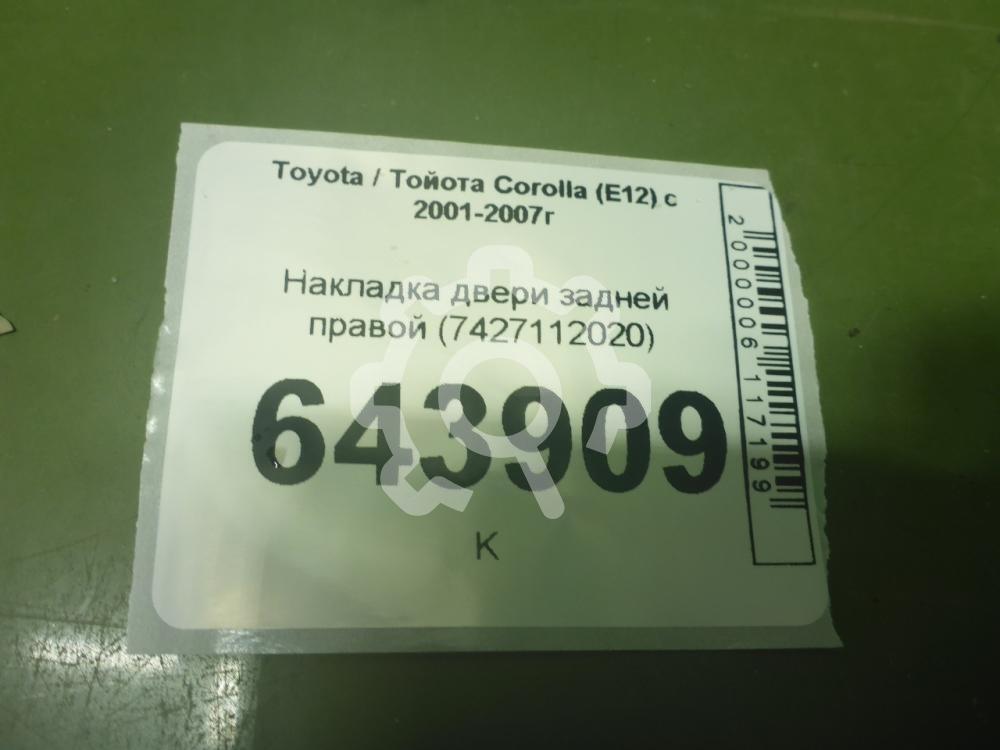 Toyota / Тойота Corolla (E12) с
2001-2007г
Накладка двери задней
правой (7427112020)
643909
К
2000006117199